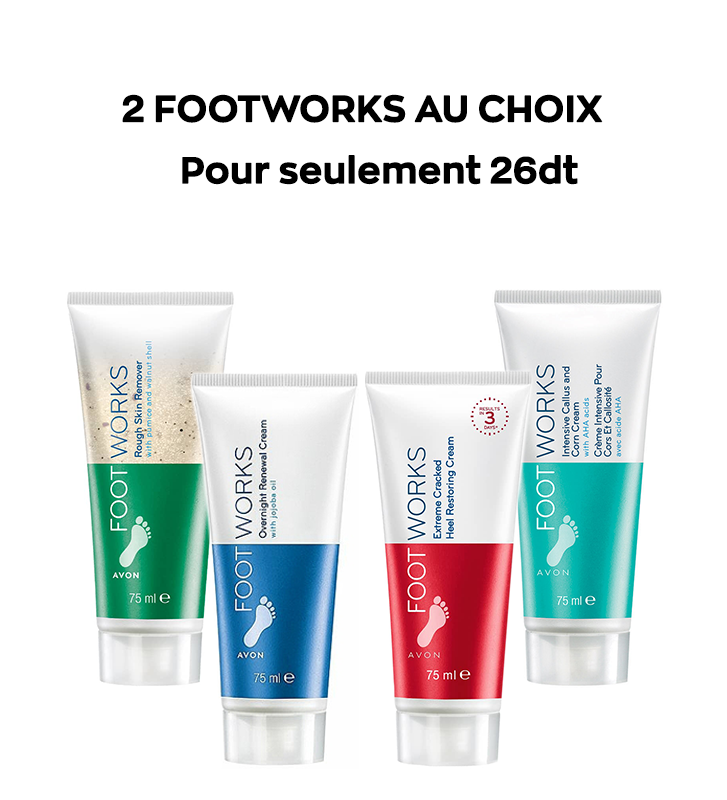 2 FOOTWORKS AU CHOIX
Pour seulement 26dt
FOOT WORKS
Rough Skin Remover
with pumice and walnut shell
AVON
75 ml e
FOOT WORKS
Overnight Renewal Cream
with jojoba oil
AVON
75 ml e
FOOT WORKS
Extreme Cracked
Heel Restoring Cream
RESULTS
IN
3
DAYS*
AVON
75 ml e
FOOT WORKS
Intensive Callus and
Corn Cream
with AHA acids
Crème Intensive Pour
Cors Et Callosité
avec acide AHA
AVON
75 ml e